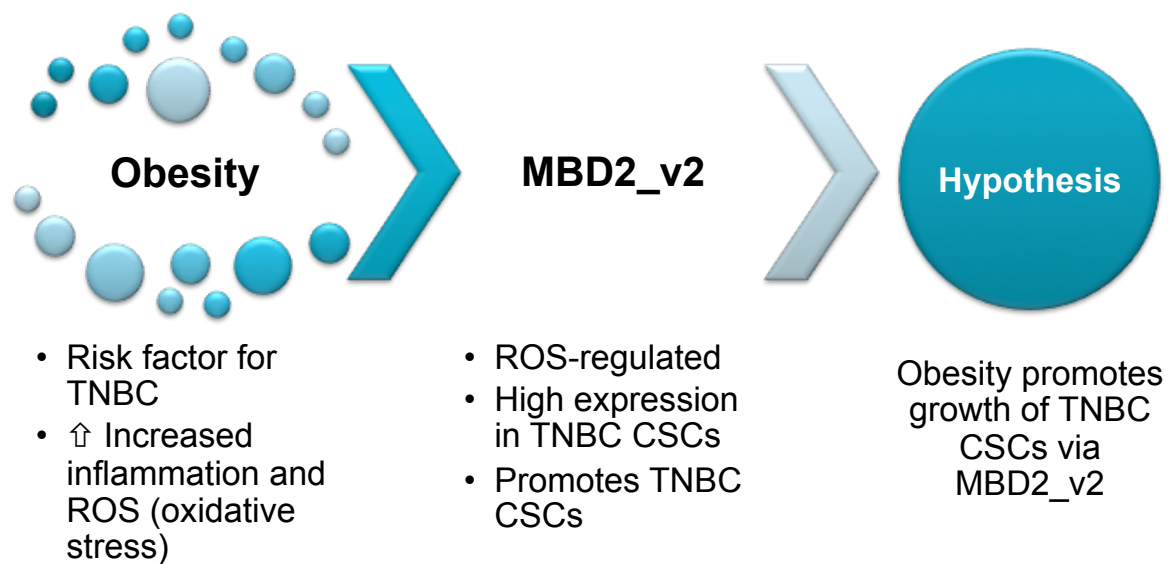 Obesity
• Risk factor for
TNBC
• ⇧ Increased
inflammation and
ROS (oxidative
stress)
MBD2_v2
• ROS-regulated
• High expression
in TNBC CSCs
• Promotes TNBC
CSCs
Hypothesis
Obesity promotes
growth of TNBC
CSCs via
MBD2_v2